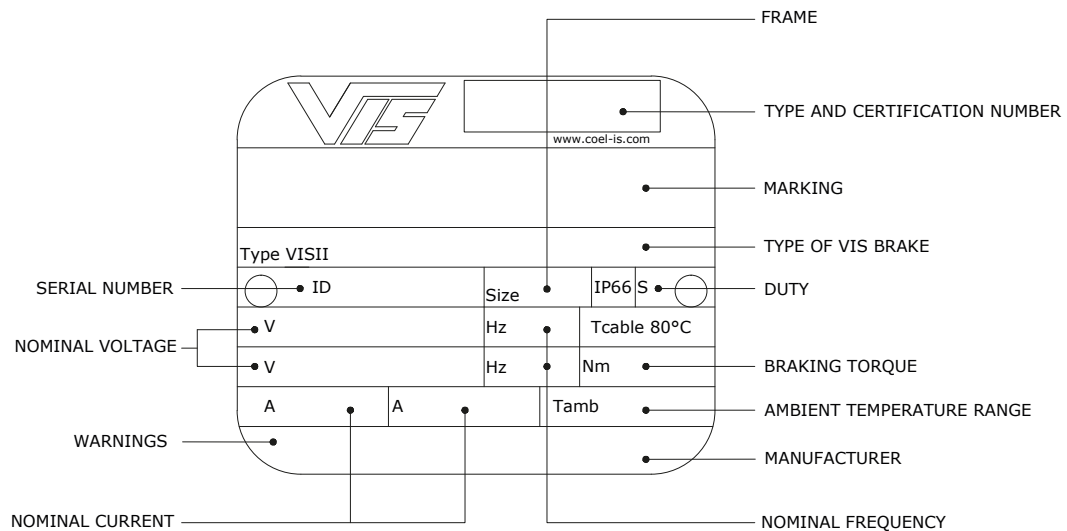 FRAME
VIS
TYPE AND CERTIFICATION NUMBER
www.coel-is.com
MARKING
Type VISII
TYPE OF VIS BRAKE
SERIAL NUMBER
ID
Size
IP66
S
DUTY
NOMINAL VOLTAGE
V
Hz
Tcable 80°C
V
Hz
Nm
BRAKING TORQUE
A
A
Tamb
AMBIENT TEMPERATURE RANGE
WARNINGS
MANUFACTURER
NOMINAL CURRENT
NOMINAL FREQUENCY